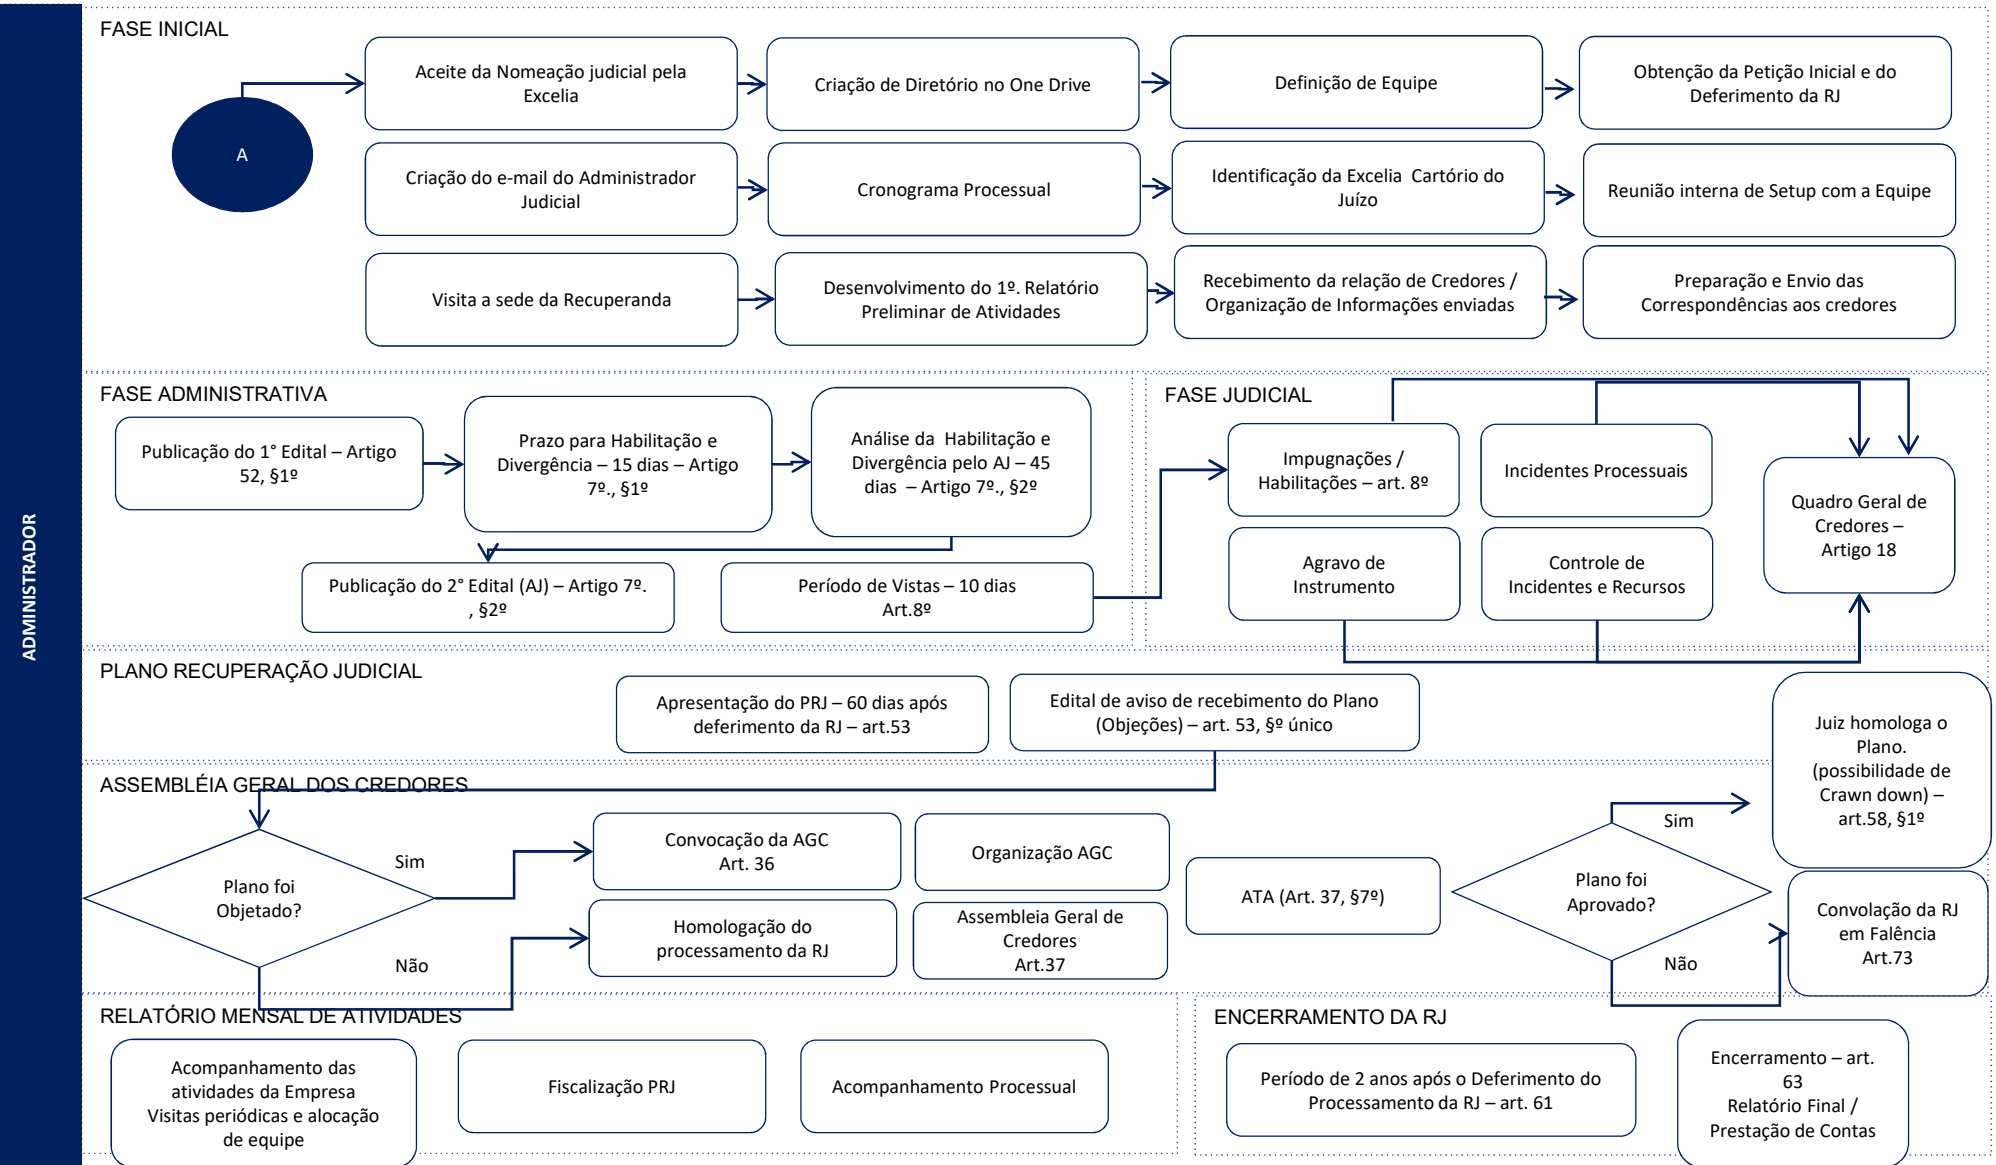 ADMINISTRADOR
FASE INICIAL
A
Aceite da Nomeação judicial pela
Excelia
Criação de Diretório no One Drive
Definição de Equipe
Obtenção da Petição Inicial e do
Deferimento da RJ
Criação do e-mail do Administrador
Judicial
Cronograma Processual
Identificação da Excelia Cartório do
Juízo
Reunião interna de Setup com a Equipe
Visita a sede da Recuperanda
Desenvolvimento do 1º. Relatório
Preliminar de Atividades
Recebimento da relação de Credores /
Organização de Informações enviadas
Preparação e Envio das
Correspondências aos credores
FASE ADMINISTRATIVA
Publicação do 1° Edital – Artigo
52, §1º
Prazo para Habilitação e
Divergência – 15 dias – Artigo
7º., §1º
Análise da Habilitação e
Divergência pelo AJ – 45
dias – Artigo 7º., §2º
Publicação do 2° Edital (AJ) – Artigo 7º.
, §2º
Período de Vistas – 10 dias
Art.8º
FASE JUDICIAL
Impugnações /
Habilitações – art. 8º
Incidentes Processuais
Agravo de
Instrumento
Controle de
Incidentes e Recursos
Quadro Geral de
Credores –
Artigo 18
PLANO RECUPERAÇÃO JUDICIAL
Apresentação do PRJ – 60 dias após
deferimento da RJ – art.53
Edital de aviso de recebimento do Plano
(Objeções) – art. 53, §º único
Juiz homologa o
Plano.
(possibilidade de
Crawn down) –
art.58, §1º
ASSEMBLÉIA GERAL DOS CREDORES
Plano foi
Objetado?
Sim
Não
Convocação da AGC
Art. 36
Organização AGC
Homologação do
processamento da RJ
Assembleia Geral de
Credores
Art.37
ATA (Art. 37, §7º)
Plano foi
Aprovado?
Sim
Não
Convolação da RJ
em Falência
Art.73
RELATÓRIO MENSAL DE ATIVIDADES
Acompanhamento das
atividades da Empresa
Visitas periódicas e alocação
de equipe
Fiscalização PRJ
Acompanhamento Processual
ENCERRAMENTO DA RJ
Período de 2 anos após o Deferimento do
Processamento da RJ – art. 61
Encerramento – art.
63
Relatório Final /
Prestação de Contas